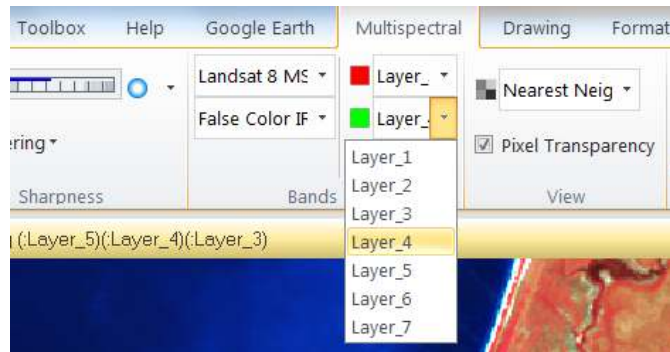 Toolbox Help Google Earth Multispectral Drawing Format
Landsat 8 MS Layer_ Nearest Neig
False Color IF Layer_4 Pixel Transparency
ering
Sharpness Bands View
Layer_1
Layer_2
Layer_3
Layer_4
Layer_5
Layer_6
Layer_7
(:Layer_5)(:Layer_4)(:Layer_3)